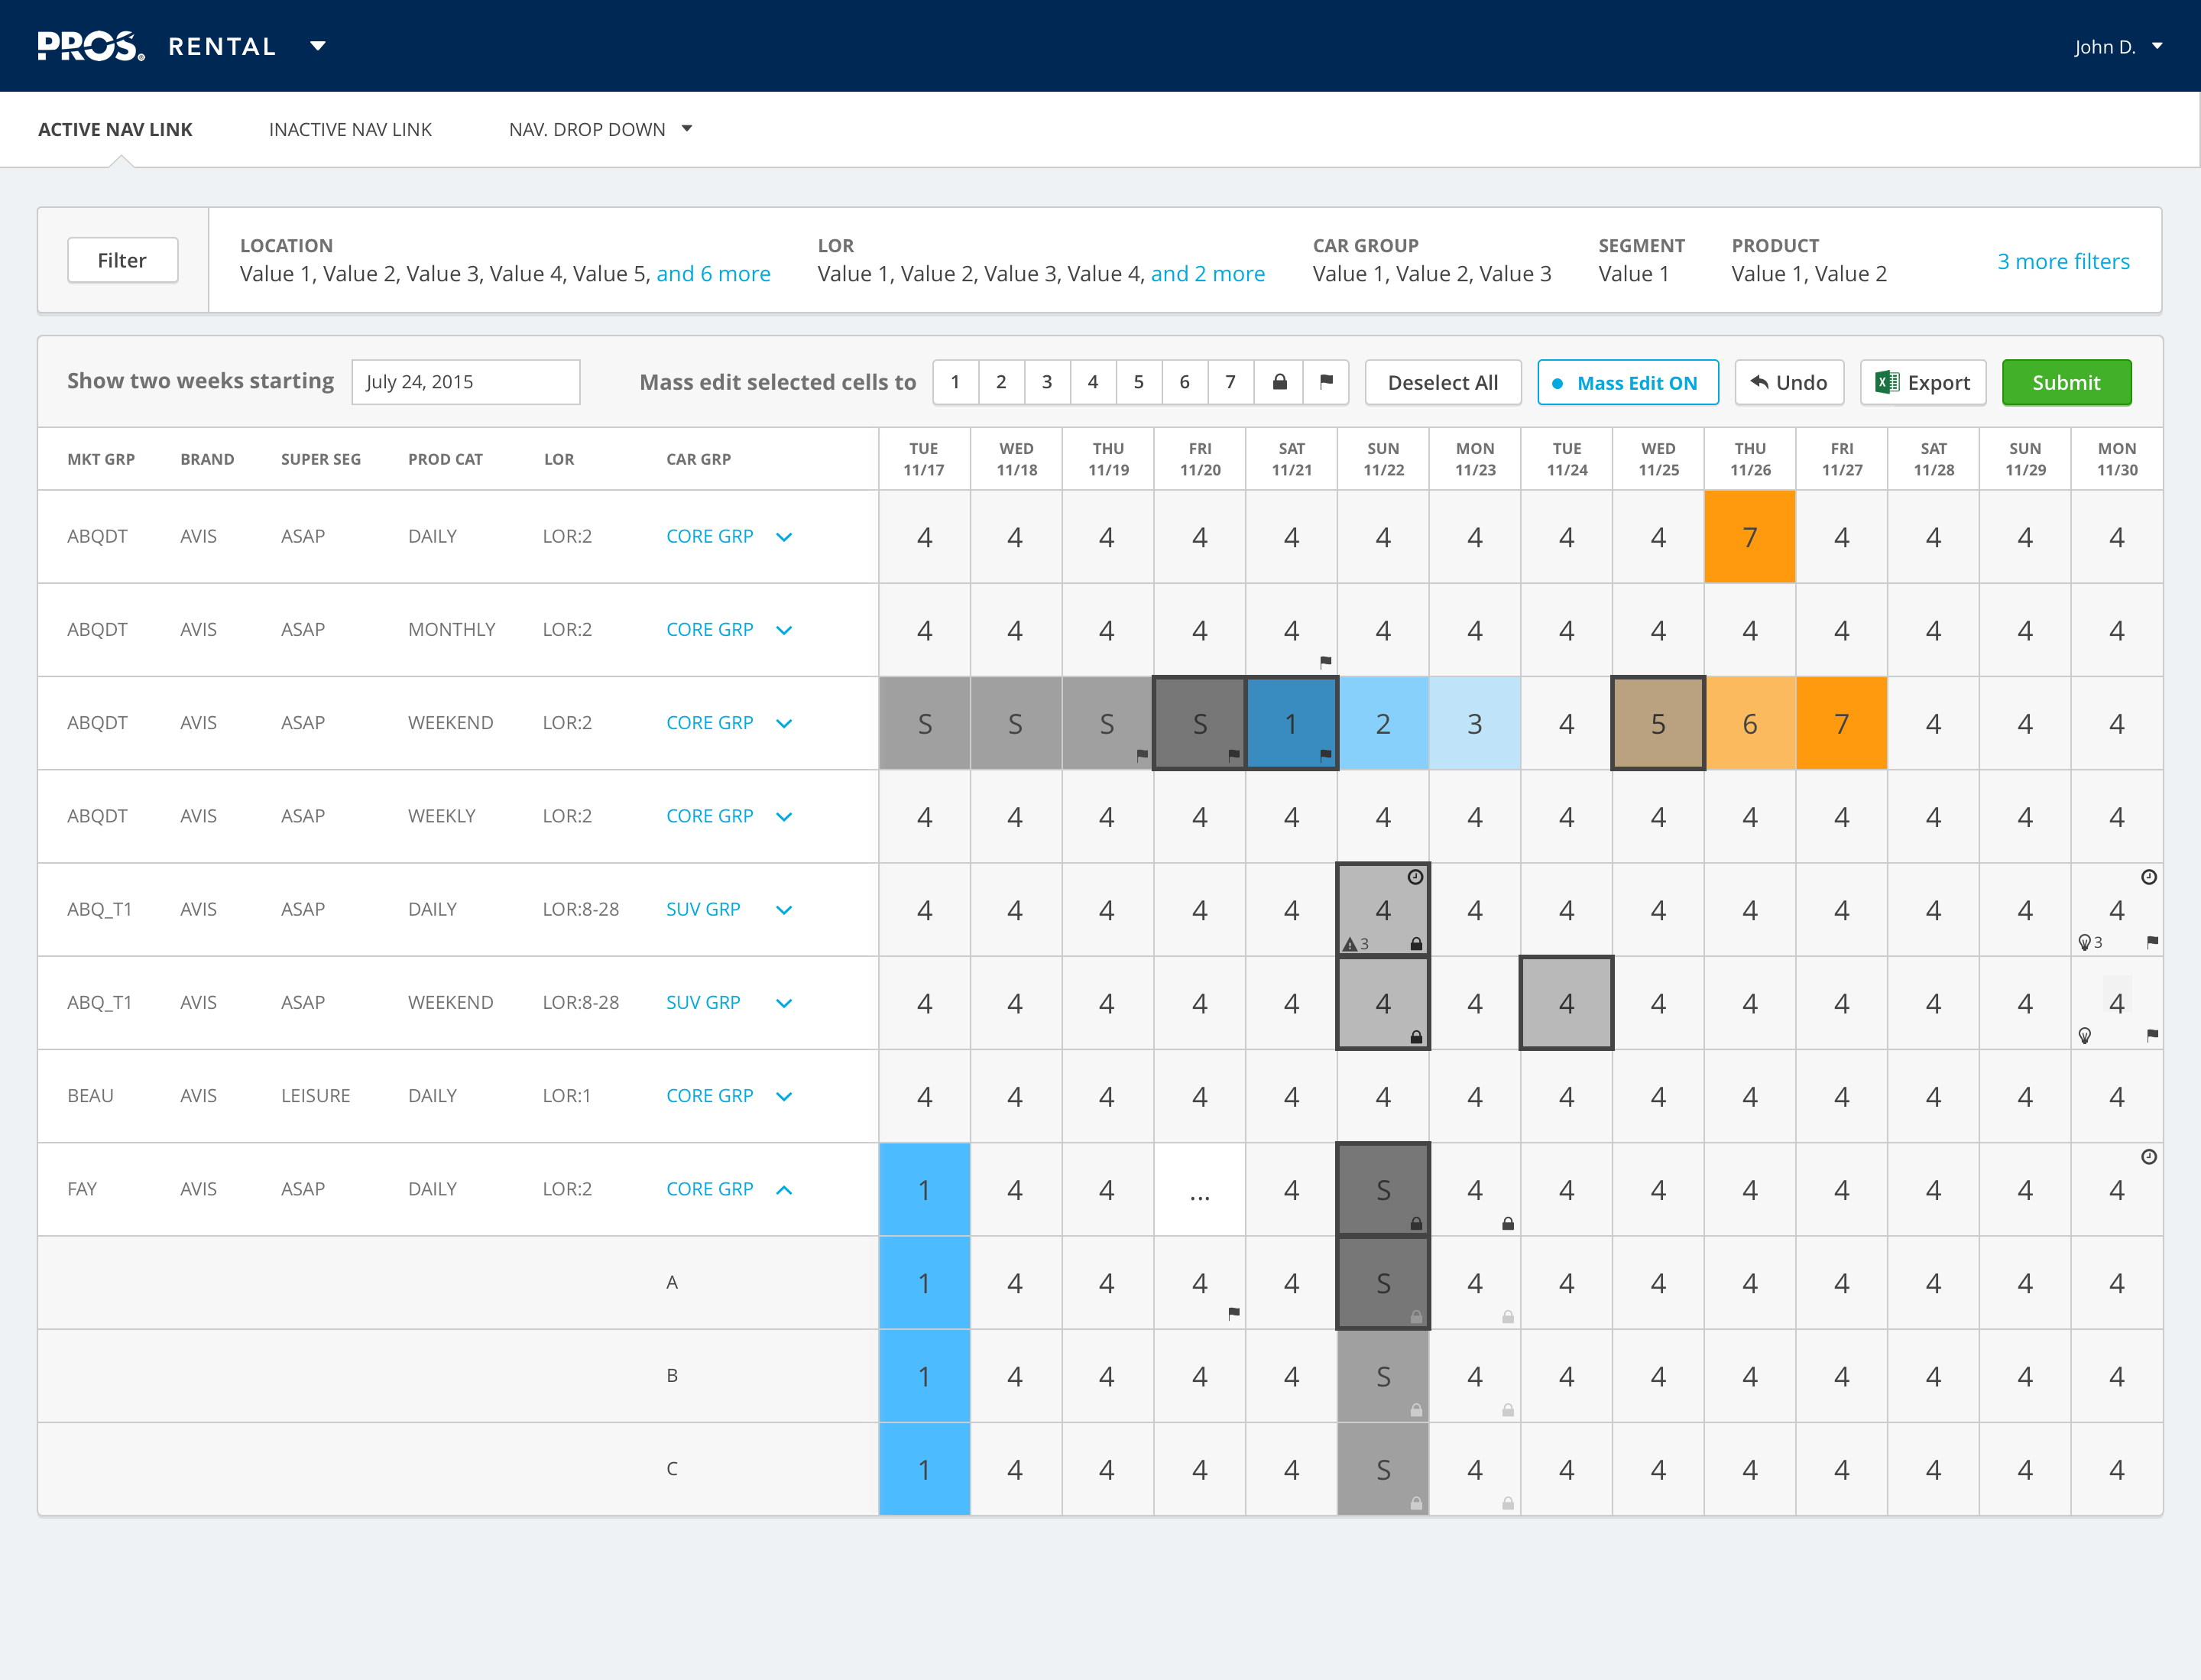 PROS® RENTAL
John D.
ACTIVE NAV LINK INACTIVE NAV LINK NAV. DROP DOWN
Filter
LOCATION
Value 1, Value 2, Value 3, Value 4, Value 5, and 6 more
LOR
Value 1, Value 2, Value 3, Value 4, and 2 more
CAR GROUP
Value 1, Value 2, Value 3
SEGMENT
Value 1
PRODUCT
Value 1, Value 2
3 more filters
Show two weeks starting July 24, 2015 Mass edit selected cells to 1 2 3 4 5 6 7 Deselect All Mass Edit ON Undo Export Submit
MKT GRP BRAND SUPER SEG PROD CAT LOR CAR GRP
TUE WED THU FRI SAT SUN MON TUE WED THU FRI SAT SUN MON
11/17 11/18 11/19 11/20 11/21 11/22 11/23 11/24 11/25 11/26 11/27 11/28 11/29 11/30
ABQDT AVIS ASAP DAILY LOR:2 CORE GRP 4 4 4 4 4 4 4 4 4 7 4 4 4 4
ABQDT AVIS ASAP MONTHLY LOR:2 CORE GRP 4 4 4 4 4 4 4 4 4 4 4 4 4 4
ABQDT AVIS ASAP WEEKEND LOR:2 CORE GRP S S S S 1 2 3 4 5 6 7 4 4 4
ABQDT AVIS ASAP WEEKLY LOR:2 CORE GRP 4 4 4 4 4 4 4 4 4 4 4 4 4 4
ABQ_T1 AVIS ASAP DAILY LOR:8-28 SUV GRP 4 4 4 4 4 4 4 4 4 4 4 4 4 4
3 3
ABQ_T1 AVIS ASAP WEEKEND LOR:8-28 SUV GRP 4 4 4 4 4 4 4 4 4 4 4 4 4 4
BEAU AVIS LEISURE DAILY LOR:1 CORE GRP 4 4 4 4 4 4 4 4 4 4 4 4 4 4
FAY AVIS ASAP DAILY LOR:2 CORE GRP 1 4 4 ... 4 S 4 4 4 4 4 4 4 4
A 1 4 4 4 4 S 4 4 4 4 4 4 4 4
B 1 4 4 4 4 S 4 4 4 4 4 4 4 4
C 1 4 4 4 4 S 4 4 4 4 4 4 4 4